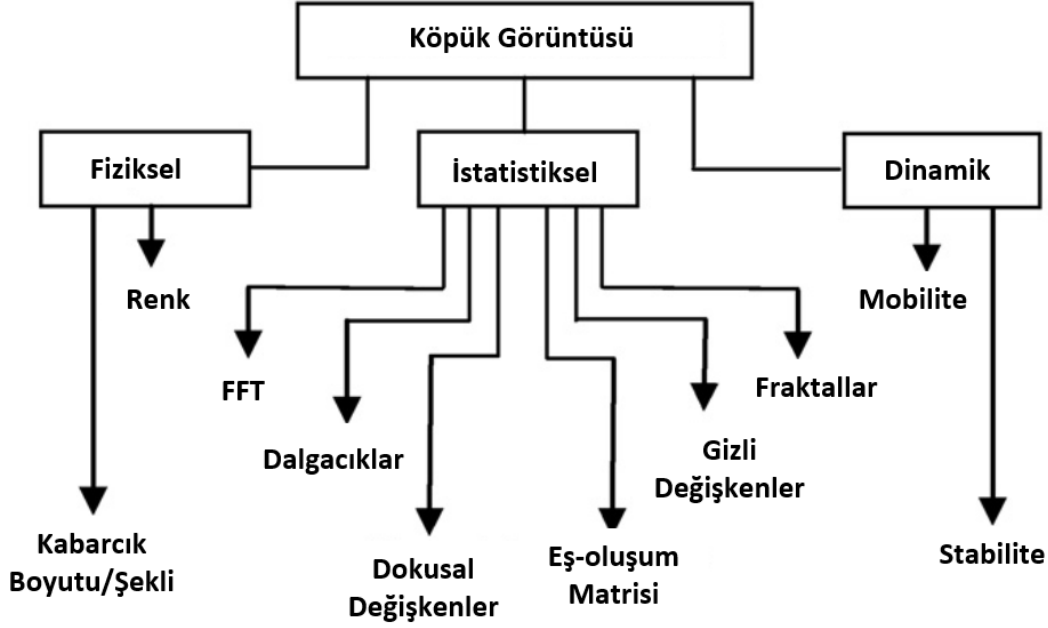 Köpük Görüntüsü
Fiziksel
İstatistiksel
Dinamik
Renk
Mobilite
FFT
Fraktallar
Dalgacıklar
Gizli
Değişkenler
Kabarcık
Boyutu/Şekli
Dokusal
Değişkenler
Eş-oluşum
Matrisi
Stabilite